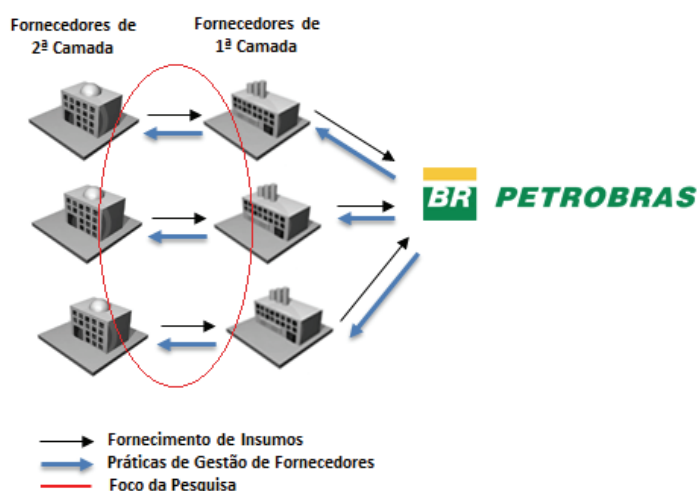 Fornecedores de
2ª Camada
Fornecedores de
1ª Camada
BR PETROBRAS
Fornecimento de Insumos
Práticas de Gestão de Fornecedores
Foco da Pesquisa